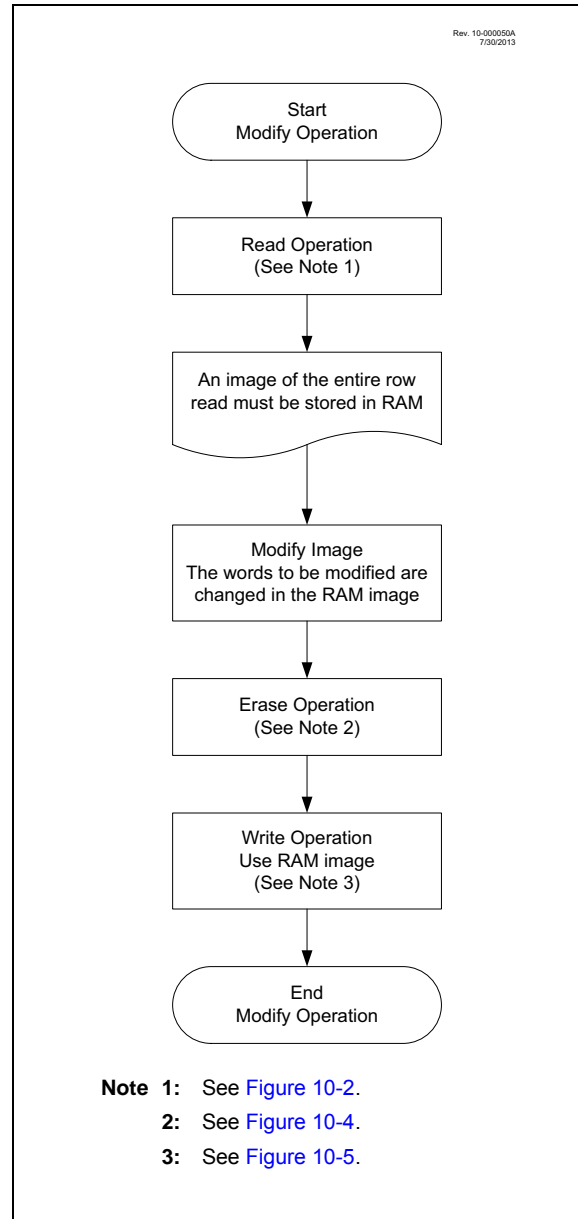 Rev. 10-000050A
7/30/2013
Start
Modify Operation
Read Operation
(See Note 1)
An image of the entire row
read must be stored in RAM
Modify Image
The words to be modified are
changed in the RAM image
Erase Operation
(See Note 2)
Write Operation
Use RAM image
(See Note 3)
End
Modify Operation
Note 1: See Figure 10-2.
2: See Figure 10-4.
3: See Figure 10-5.